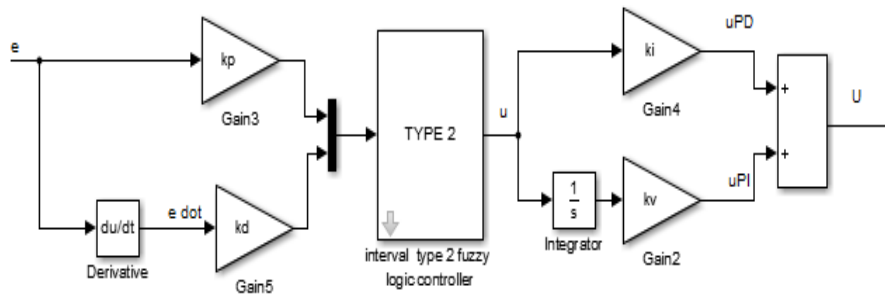 e
kp
Gain3
du/dt
Derivative
e dot
kd
Gain5
TYPE 2
interval type 2 fuzzy
logic controller
u
ki
Gain4
uPD
1
s
Integrator
kv
Gain2
uPI
+
+
U